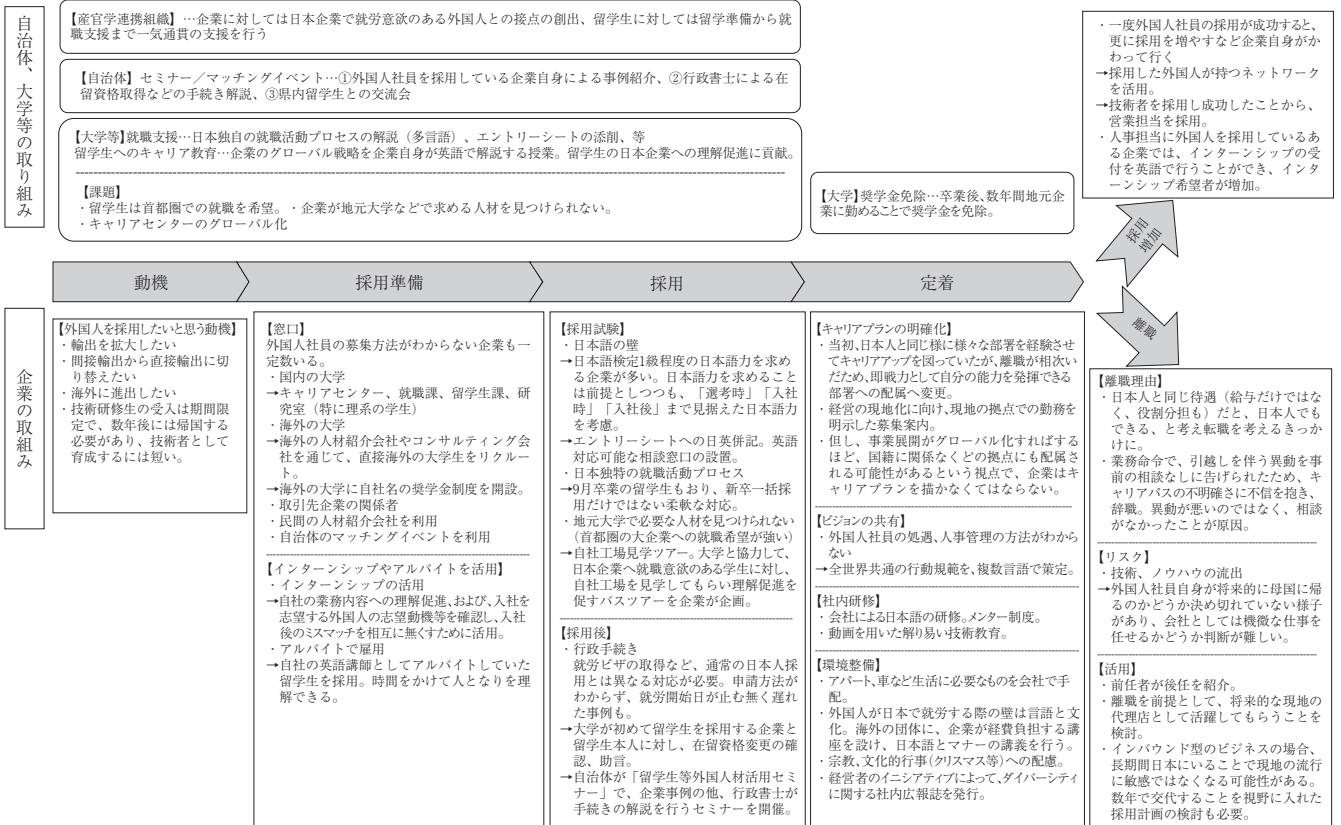 自治体、大学等の取り組み
【産官学連携組織】…企業に対しては日本企業で就労意欲のある外国人との接点の創出、留学生に対しては留学準備から就
職支援まで一気通貫の支援を行う
【自治体】セミナー／マッチングイベント…①外国人社員を採用している企業自身による事例紹介、②行政書士による在
留資格取得などの手続き解説、③県内留学生との交流会
【大学等】就職支援…日本独自の就職活動プロセスの解説（多言語）、エントリーシートの添削、等
留学生へのキャリア教育…企業のグローバル戦略を企業自身が英語で解説する授業。留学生の日本企業への理解促進に貢献。
【課題】
・留学生は首都圏での就職を希望。・企業が地元大学などで求める人材を見つけられない。
・キャリアセンターのグローバル化
【大学】奨学金免除…卒業後、数年間地元企
業に勤めることで奨学金を免除。
・一度外国人社員の採用が成功すると、
更に採用を増やすなど企業自身がか
わって行く
→採用した外国人が持つネットワーク
を活用。
→技術者を採用し成功したことから、
営業担当を採用。
・人事担当に外国人を採用しているあ
る企業では、インターンシップの受
付を英語で行うことができ、インタ
ーンシップ希望者が増加。
採用
増加
動機
採用準備
採用
定着
離職
企業の取組み
【外国人を採用したいと思う動機】
・輸出を拡大したい
・間接輸出から直接輸出に切
り替えたい
・海外に進出したい
・技術研修生の受入は期間限
定で、数年後には帰国する
必要があり、技術者として
育成するには短い。
【窓口】
外国人社員の募集方法がわからない企業も一
定数いる。
・国内の大学
→キャリアセンター、就職課、留学生課、研
究室（特に理系の学生）
・海外の大学
→海外の人材紹介会社やコンサルティング会
社を通じて、直接海外の大学生をリクルー
ト。
→海外の大学に自社名の奨学金制度を開設。
・取引先企業の関係者
・民間の人材紹介会社を利用
・自治体のマッチングイベントを利用
【インターンシップやアルバイトを活用】
・インターンシップの活用
→自社の業務内容への理解促進、および、入社を
志望する外国人の志望動機等を確認し、入社
後のミスマッチを相互に無くすために活用。
・アルバイトで雇用
→自社の英語講師としてアルバイトしていた
留学生を採用。時間をかけて人となりを理
解できる。
【採用試験】
・日本語の壁
→日本語検定1級程度の日本語力を求め
る企業が多い。日本語力を求めること
は前提としつつも、「選考時」「入社
時」「入社後」まで見据えた日本語力
を考慮。
→エントリーシートへの日英併記。英語
対応可能な相談窓口の設置。
・日本独特の就職活動プロセス
→9月卒業の留学生もおり、新卒一括採
用だけではない柔軟な対応。
・地元大学で必要な人材を見つけられない
（首都圏の大企業への就職希望が強い）
→自社工場見学ツアー。大学と協力して、
日本企業へ就職意欲のある学生に対し、
自社工場を見学してもらい理解促進を
促すバスツアーを企業が企画。
【採用後】
・行政手続き
就労ビザの取得など、通常の日本人採
用とは異なる対応が必要。申請方法が
わからず、就労開始日が止む無く遅れ
た事例も。
→大学が初めて留学生を採用する企業と
留学生本人に対し、在留資格変更の確
認、助言。
→自治体が「留学生等外国人材活用セミ
ナー」で、企業事例の他、行政書士が
手続きの解説を行うセミナーを開催。
【キャリアプランの明確化】
・当初、日本人と同じ様に様々な部署を経験させ
てキャリアアップを図っていたが、離職が相次い
だため、即戦力として自分の能力を発揮できる
部署への配属へ変更。
・経営の現地化に向け、現地の拠点での勤務を
明示した募集案内。
・但し、事業展開がグローバル化すればする
ほど、国籍に関係なくどの拠点にも配属さ
れる可能性があるという視点で、企業はキ
ャリアプランを描かなくてはならない。
【ビジョンの共有】
・外国人社員の処遇、人事管理の方法がわから
ない
→全世界共通の行動規範を、複数言語で策定。
【社内研修】
・会社による日本語の研修。メンター制度。
・動画を用いた解り易い技術教育。
【環境整備】
・アパート、車など生活に必要なものを会社で手
配。
・外国人が日本で就労する際の壁は言語と文
化。海外の団体に、企業が経費負担する講
座を設け、日本語とマナーの講義を行う。
・宗教、文化的行事（クリスマス等）への配慮。
・経営者のイニシアティブによって、ダイバーシティ
に関する社内広報誌を発行。
【離職理由】
・日本人と同じ待遇（給与だけではな
く、役割分担も）だと、日本人でも
できる、と考え転職を考えるきっか
けに。
・業務命令で、引越しを伴う異動を事
前の相談なしに告げられたため、キ
ャリアパスの不明確さに不信を抱き、
辞職。異動が悪いのではなく、相談
がなかったことが原因。
【リスク】
・技術、ノウハウの流出
→外国人社員自身が将来的に母国に帰
るのかどうか決め切れていない様子
があり、会社としては機微な仕事を
任せるかどうか判断が難しい。
【活用】
・前任者が後任を紹介。
・離職を前提として、将来的な現地の
代理店として活躍してもらうことを
検討。
・インバウンド型のビジネスの場合、
長期間日本にいることで現地の流行
に敏感ではなくなる可能性がある。
数年で交代することを視野に入れた
採用計画の検討も必要。